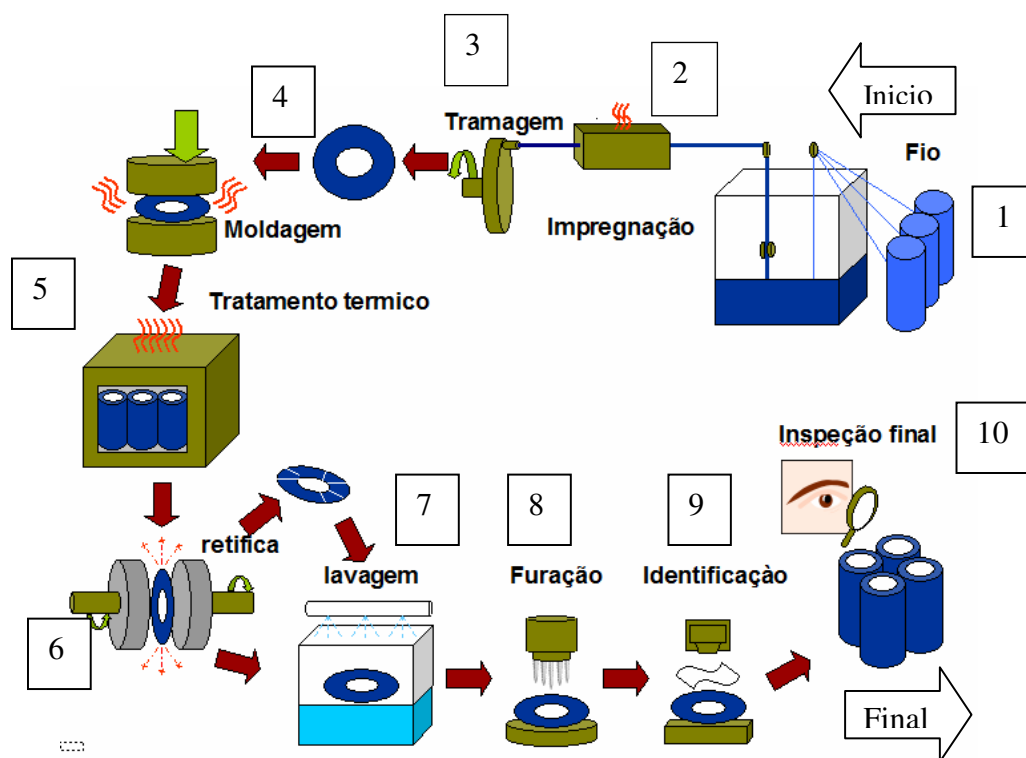 Inicio
Fio
1
2
Impregnação
3
Tramagem
4
Moldagem
5
Tratamento termico
6
retifica
7
lavagem
8
Furação
9
Identificaçào
10
Inspeção final
Final